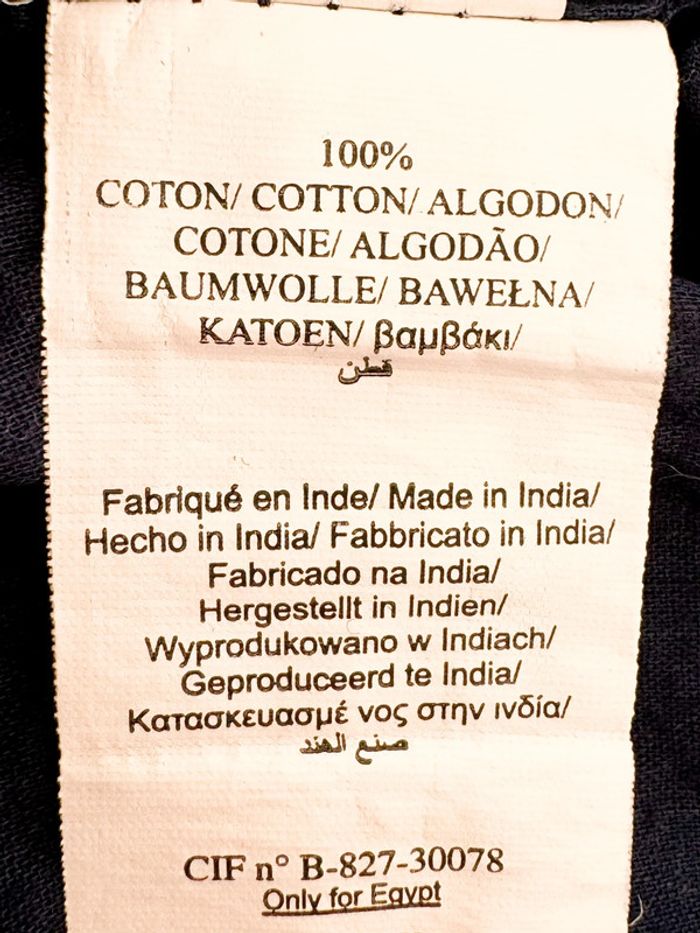 100%
COTON/ COTTON/ ALGODON/
COTONE/ ALGODÃO/
BAUMWOLLE/ BAWEŁNA/
KATOEN/ βαμβάκι/
قطن
Fabriqué en Inde/ Made in India/
Hecho in India/ Fabbricato in India/
Fabricado na India/
Hergestellt in Indien/
Wyprodukowano w Indiach/
Geproduceerd te India/
Κατασκευασμέ νος στην ινδία/
صنع الهند
CIF n° B-827-30078
Only for Egypt